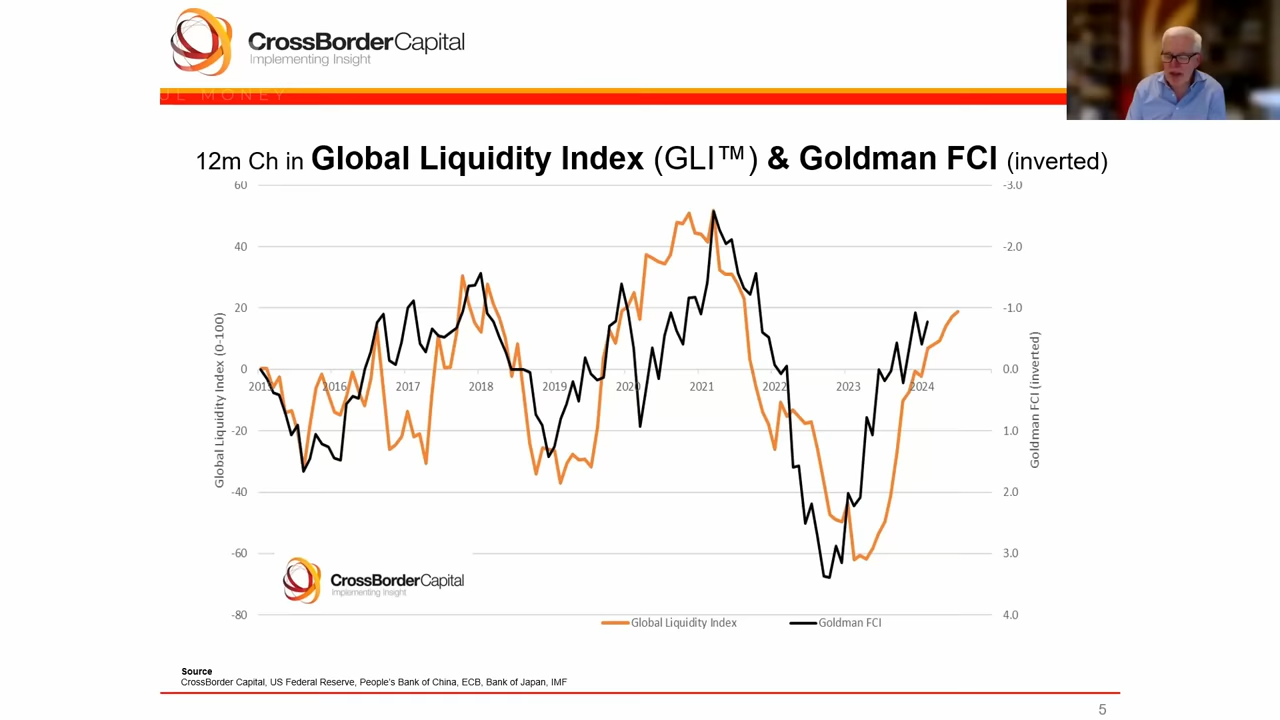 CrossBorderCapital
Implementing Insight
UL MONEY
12m Ch in Global Liquidity Index (GLI™) & Goldman FCI (inverted)
60
-3.0
40
-2.0
20
-1.0
0
0.0
2015
2016
2017
2018
2019
2020
2021
2022
2023
2024
-20
1.0
-40
2.0
-60
3.0
-80
4.0
Global Liquidity Index (0-100)
Goldman FCI (inverted)
CrossBorderCapital
Implementing Insight
Global Liquidity Index
Goldman FCI
Source
CrossBorder Capital, US Federal Reserve, People's Bank of China, ECB, Bank of Japan, IMF
5